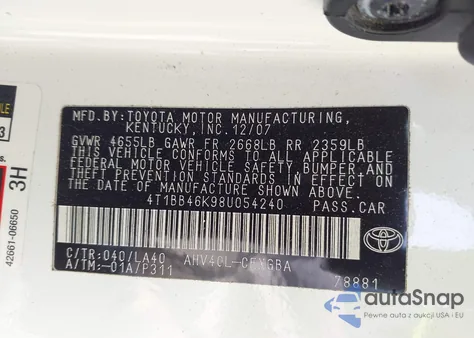 MFD.BY:TOYOTA MOTOR MANUFACTURING,
KENTUCKY, INC.12/07
GVWR 4655LB GAWR FR 2668LB RR 2359LB
THIS VEHICLE CONFORMS TO ALL APPLICABLE
FEDERAL MOTOR VEHICLE SAFETY, BUMPER, AND
THEFT PREVENTION STANDARDS IN EFFECT ON
THE DATE OF MANUFACTURE SHOWN ABOVE.
4T1BB46K98U054240
PASS.CAR
C/TR:040/LA40 AHV40L-CEXGBA
A/TM:-01A/P311
TOYOTA
78881
42661-06650
3H
3
autoSnap
Pewne auta z aukcji USA i EU